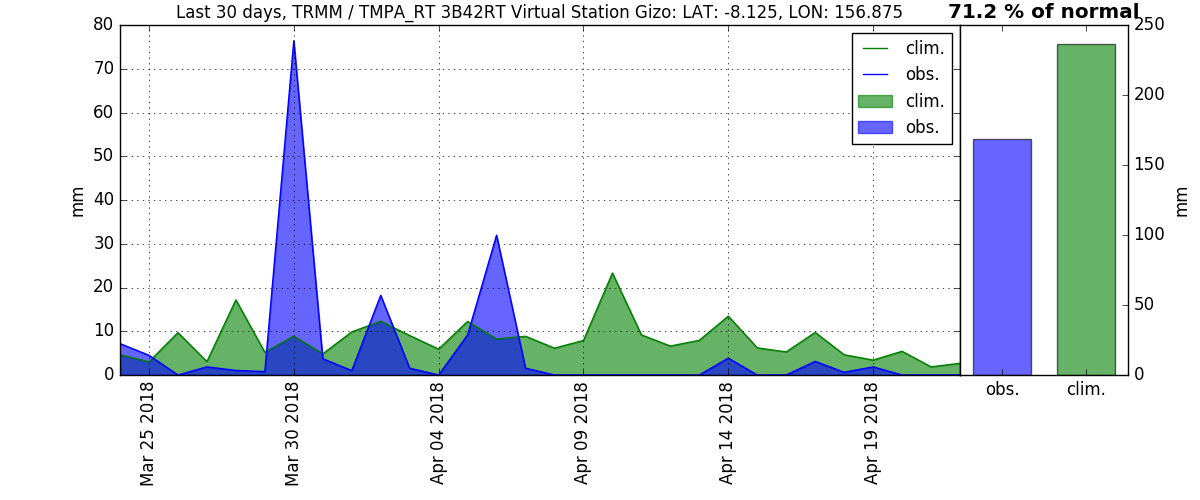 Last 30 days, TRMM / TMPA_RT 3B42RT Virtual Station Gizo: LAT: -8.125, LON: 156.875
71.2 % of normal
80
70
60
50
40
30
20
10
0
mm
clim.
obs.
clim.
obs.
Mar 25 2018
Mar 30 2018
Apr 04 2018
Apr 09 2018
Apr 14 2018
Apr 19 2018
250
200
150
100
50
0
mm
obs.
clim.